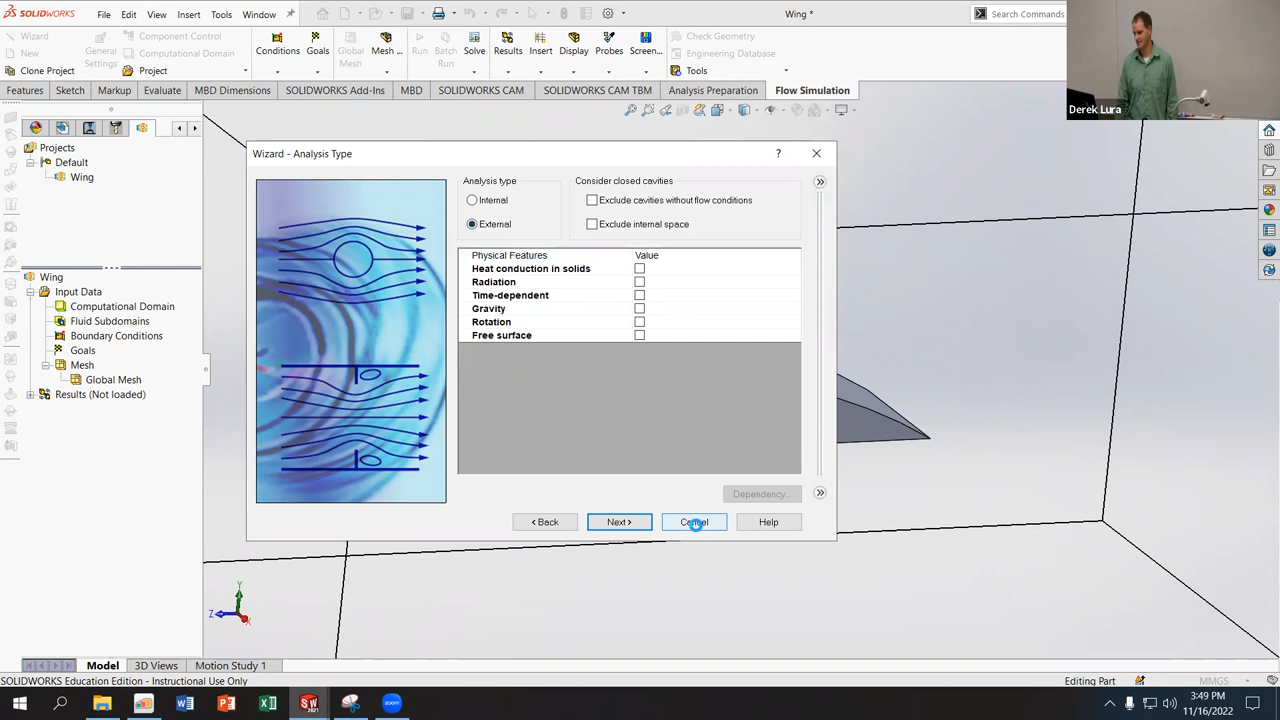 SOLIDWORKS File Edit View Insert Tools Window Wing * Search Commands
Wizard Component Control Conditions Goals Global Mesh Mesh ... Run Batch Run Solve Results Insert Display Probes Screen... Check Geometry
New General Settings Computational Domain Engineering Database
Clone Project Project Tools
Features Sketch Markup Evaluate MBD Dimensions SOLIDWORKS Add-Ins MBD SOLIDWORKS CAM SOLIDWORKS CAM TBM Analysis Preparation Flow Simulation
Derek Lura
Projects
Default
Wing
Wizard - Analysis Type
? 
Analysis type Consider closed cavities
Internal Exclude cavities without flow conditions
External Exclude internal space
Physical Features Value
Heat conduction in solids
Radiation
Time-dependent
Gravity
Rotation
Free surface
Dependency...
< Back Next > Cancel Help
Wing
Input Data
Computational Domain
Fluid Subdomains
Boundary Conditions
Goals
Mesh
Global Mesh
Results (Not loaded)
Y
Z
X
Model 3D Views Motion Study 1
SOLIDWORKS Education Edition - Instructional Use Only Editing Part MMGS
zoom
3:49 PM
11/16/2022